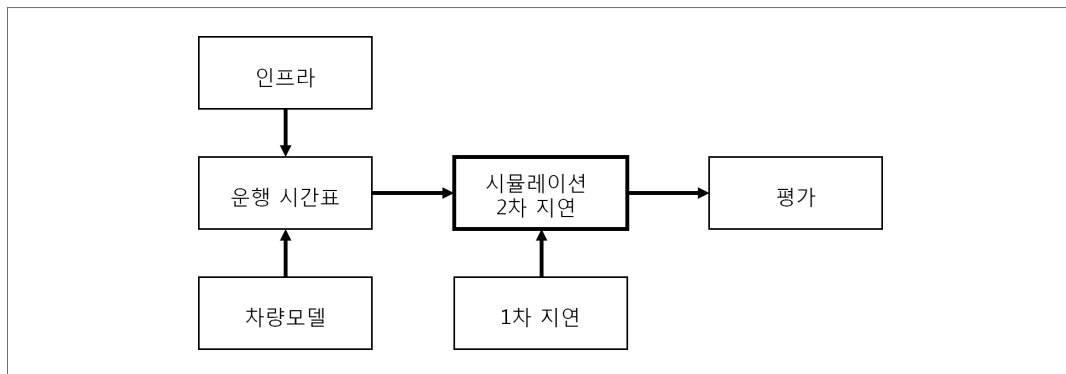 인프라
운행 시간표
시뮬레이션
2차 지연
평가
차량모델
1차 지연